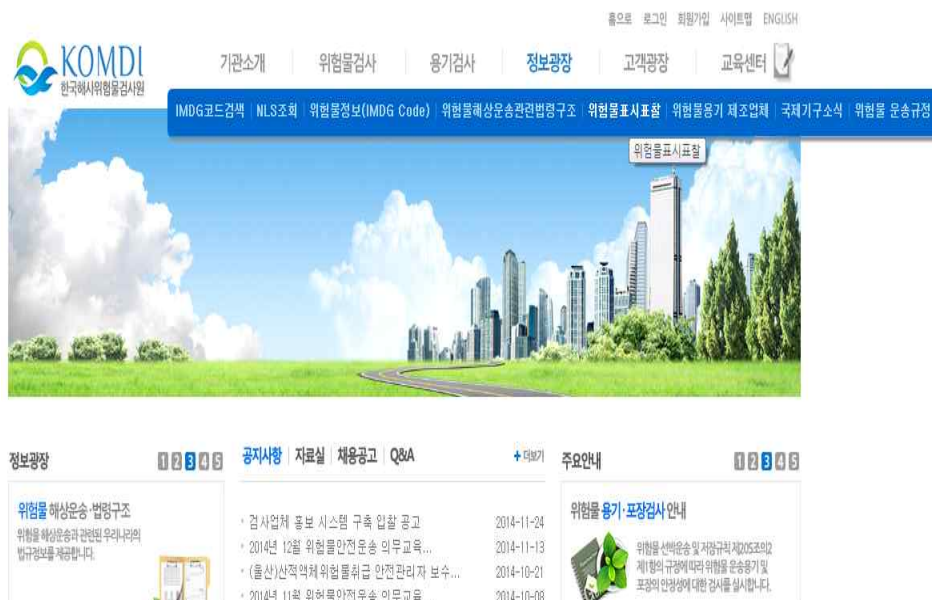 홈으로 로그인 회원가입 사이트맵 ENGLISH
KOMDI
한국해사위험물검사원
기관소개 위험물검사 용기검사 정보광장 고객광장 교육센터
IMDG코드검색 NLS조회 위험물정보(IMDG Code) 위험물해상운송관련법령구조 위험물표시표찰 위험물용기 제조업체 국제기구소식 위험물 운송규정
위험물표시표찰
정보광장 1 2 3 4 5
위험물 해상운송·법령구조
위험물 해상운송과 관련된 우리나라의
법규정보를 제공합니다.
공지사항 자료실 채용공고 Q&A + 더보기
검사업체 홍보 시스템 구축 입찰 공고 2014-11-24
2014년 12월 위험물안전운송 의무교육... 2014-11-13
(울산)산적액체위험물취급 안전관리자 보수... 2014-10-21
2014년 11월 위험물안전운송 의무교육 2014-10-08
주요안내 1 2 3 4 5
위험물 용기·포장검사 안내
위험물 선박운송 및 저장규칙 제205조의2
제1항의 규정에 따라 위험물 운송용기 및
포장의 안정성에 대한 검사를 실시합니다.